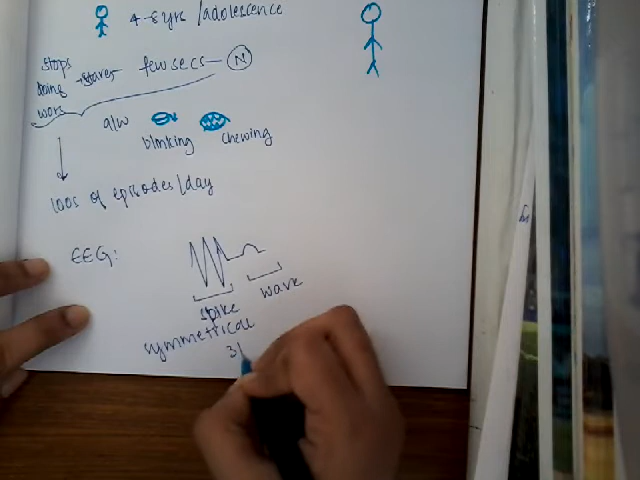 4-8yrs /adolescence
stops doing work → stares → few secs — N
a/w blinking chewing
100s of episodes/day
EEG:
spike wave
symmetrical
3